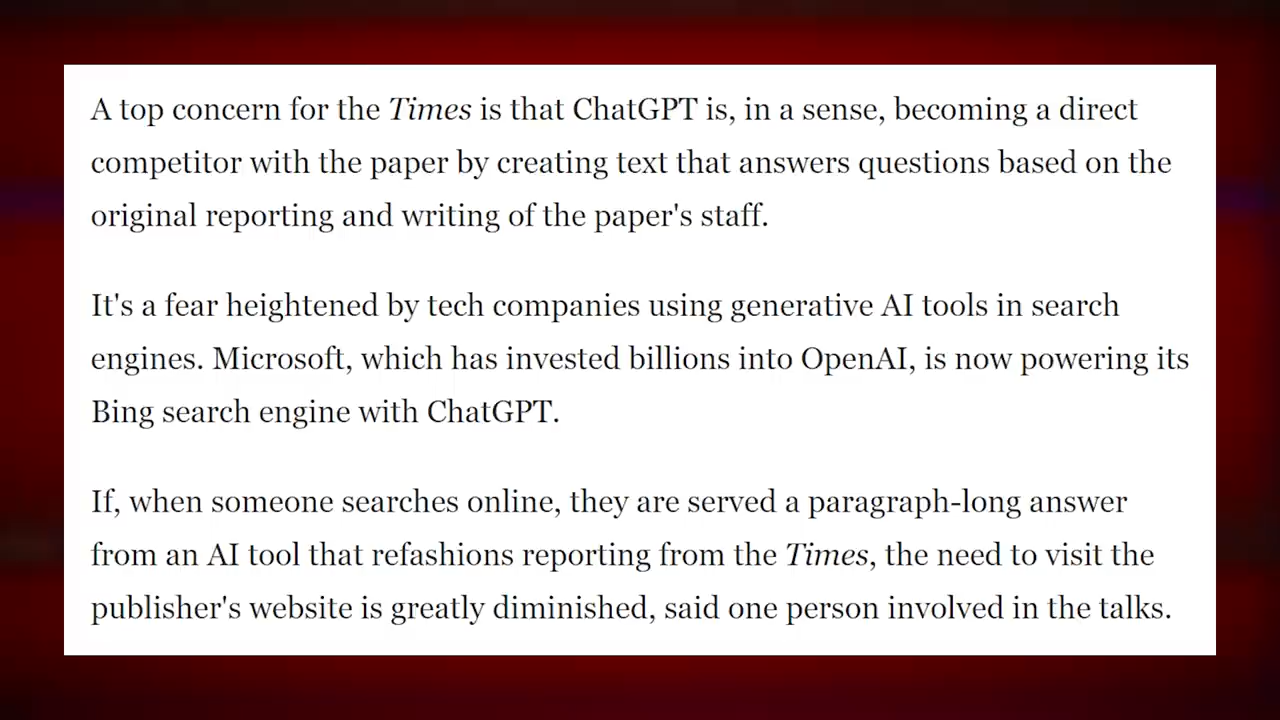 A top concern for the Times is that ChatGPT is, in a sense, becoming a direct
competitor with the paper by creating text that answers questions based on the
original reporting and writing of the paper's staff.
It's a fear heightened by tech companies using generative AI tools in search
engines. Microsoft, which has invested billions into OpenAI, is now powering its
Bing search engine with ChatGPT.
If, when someone searches online, they are served a paragraph-long answer
from an AI tool that refashions reporting from the Times, the need to visit the
publisher's website is greatly diminished, said one person involved in the talks.